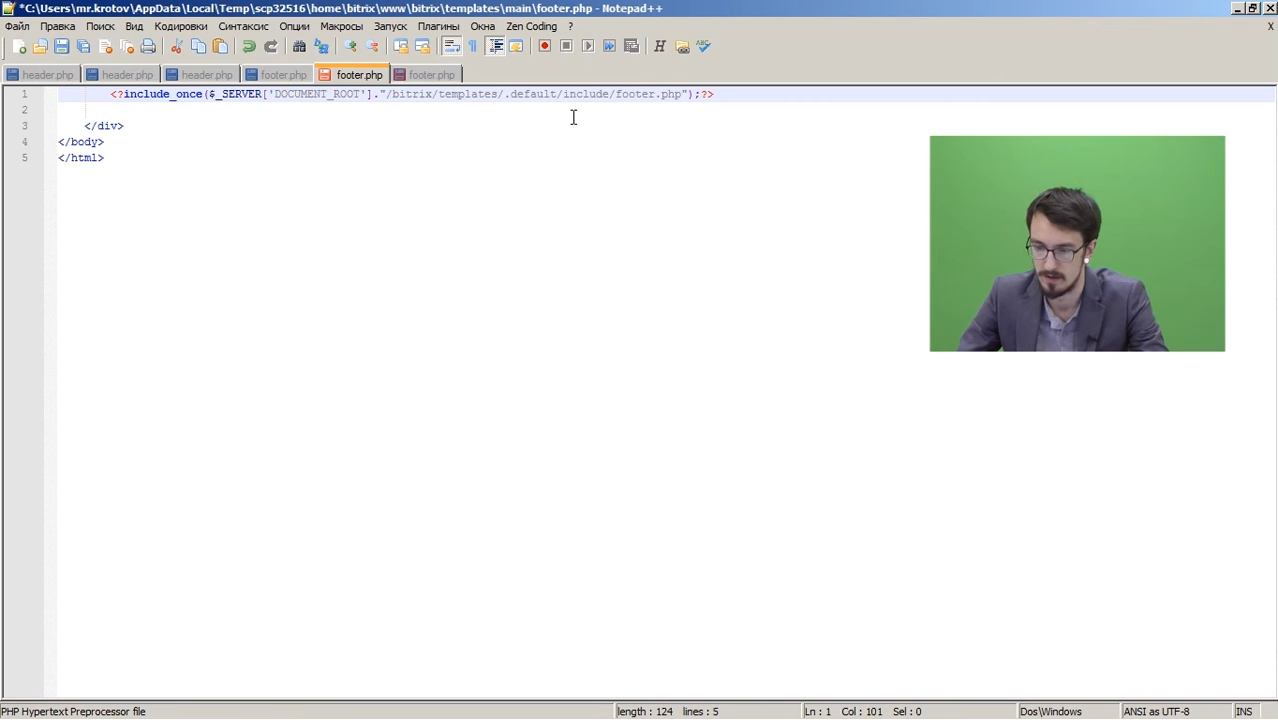 *C:\Users\mr.krotov\AppData\Local\Temp\scp32516\home\bitrix\www\bitrix\templates\main\footer.php - Notepad++
Файл Правка Поиск Вид Кодировки Синтаксис Опции Макросы Запуск Плагины Окна Zen Coding ? X
header.php header.php header.php footer.php footer.php footer.php
1 <?include_once($_SERVER['DOCUMENT_ROOT']."/bitrix/templates/.default/include/footer.php");?>
2
3 </div>
4 </body>
5 </html>
PHP Hypertext Preprocessor file length : 124 lines : 5 Ln : 1 Col : 101 Sel : 0 Dos\Windows ANSI as UTF-8 INS